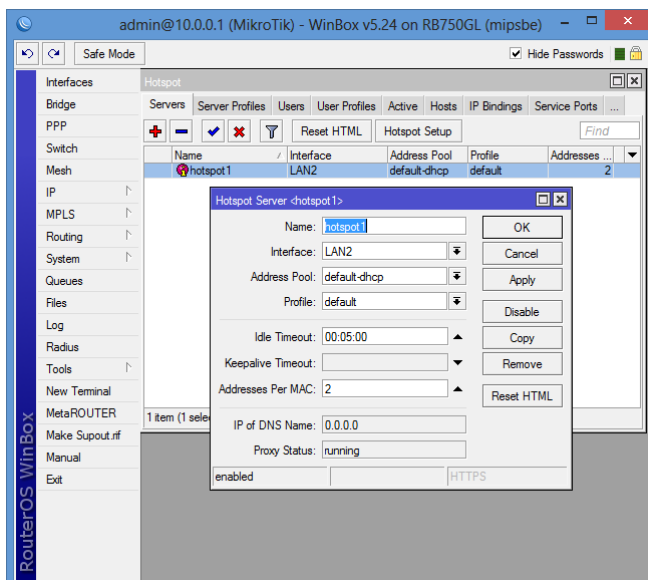 admin@10.0.0.1 (MikroTik) - WinBox v5.24 on RB750GL (mipsbe)
Safe Mode
Hide Passwords
Interfaces
Bridge
PPP
Switch
Mesh
IP
MPLS
Routing
System
Queues
Files
Log
Radius
Tools
New Terminal
MetaROUTER
Make Supout.rif
Manual
Exit
RouterOS WinBox
Hotspot
Servers Server Profiles Users User Profiles Active Hosts IP Bindings Service Ports ...
Reset HTML Hotspot Setup Find
Name / Interface Address Pool Profile Addresses ...
hotspot1 LAN2 default-dhcp default 2
1 item (1 sele
Hotspot Server <hotspot1>
Name: hotspot1
Interface: LAN2
Address Pool: default-dhcp
Profile: default
Idle Timeout: 00:05:00
Keepalive Timeout:
Addresses Per MAC: 2
IP of DNS Name: 0.0.0.0
Proxy Status: running
enabled HTTPS
OK
Cancel
Apply
Disable
Copy
Remove
Reset HTML